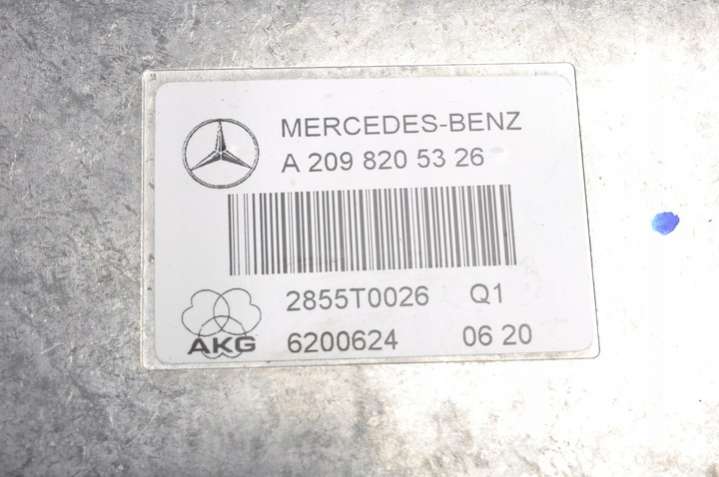 MERCEDES-BENZ
A 209 820 53 26
2855T0026 Q1
AKG 6200624 06 20